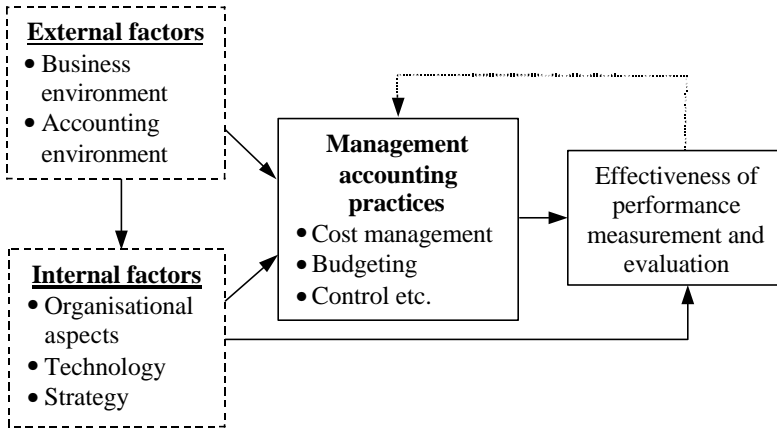 External factors
• Business
environment
• Accounting
environment
Internal factors
• Organisational
aspects
• Technology
• Strategy
Management
accounting
practices
• Cost management
• Budgeting
• Control etc.
Effectiveness of
performance
measurement and
evaluation